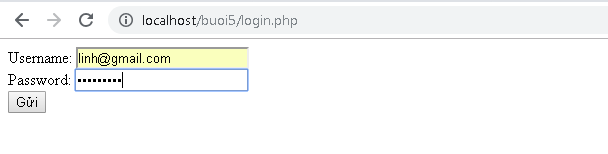 localhost/buoi5/login.php
Username: linh@gmail.com
Password: •••••••••
Gửi